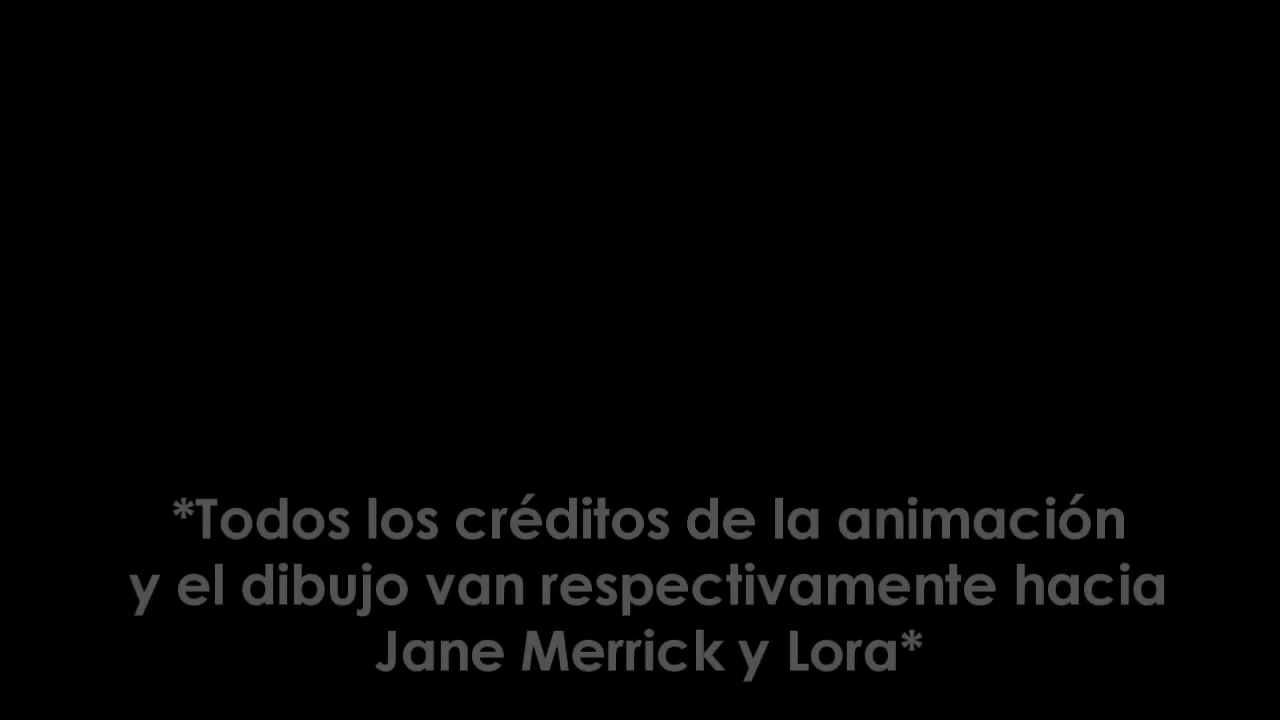 *Todos los créditos de la animación
y el dibujo van respectivamente hacia
Jane Merrick y Lora*